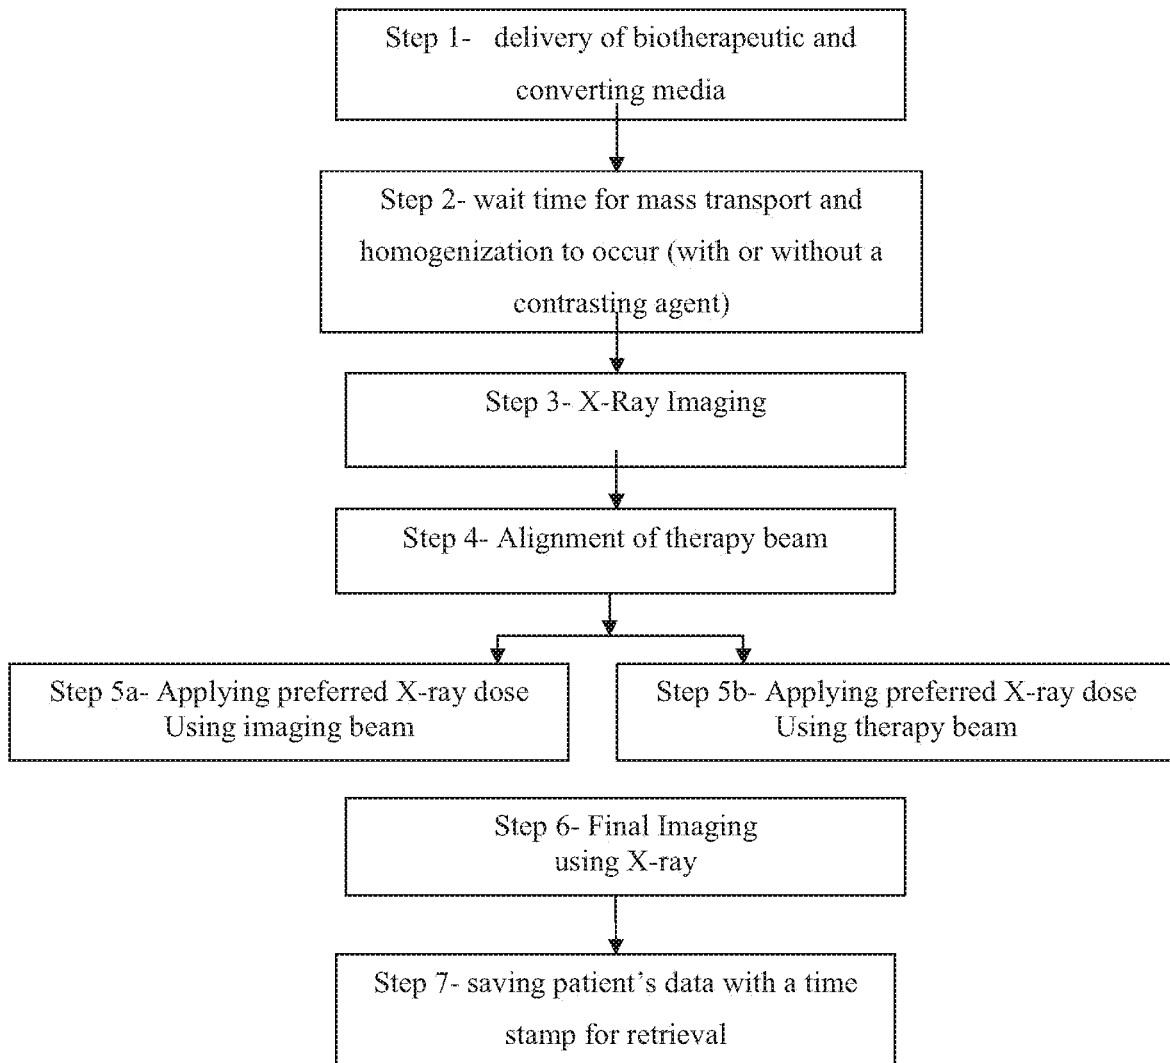 Step 1- delivery of biotherapeutic and
converting media
Step 2- wait time for mass transport and
homogenization to occur (with or without a
contrasting agent)
Step 3- X-Ray Imaging
Step 4- Alignment of therapy beam
Step 5a- Applying preferred X-ray dose
Using imaging beam
Step 5b- Applying preferred X-ray dose
Using therapy beam
Step 6- Final Imaging
using X-ray
Step 7- saving patient’s data with a time
stamp for retrieval